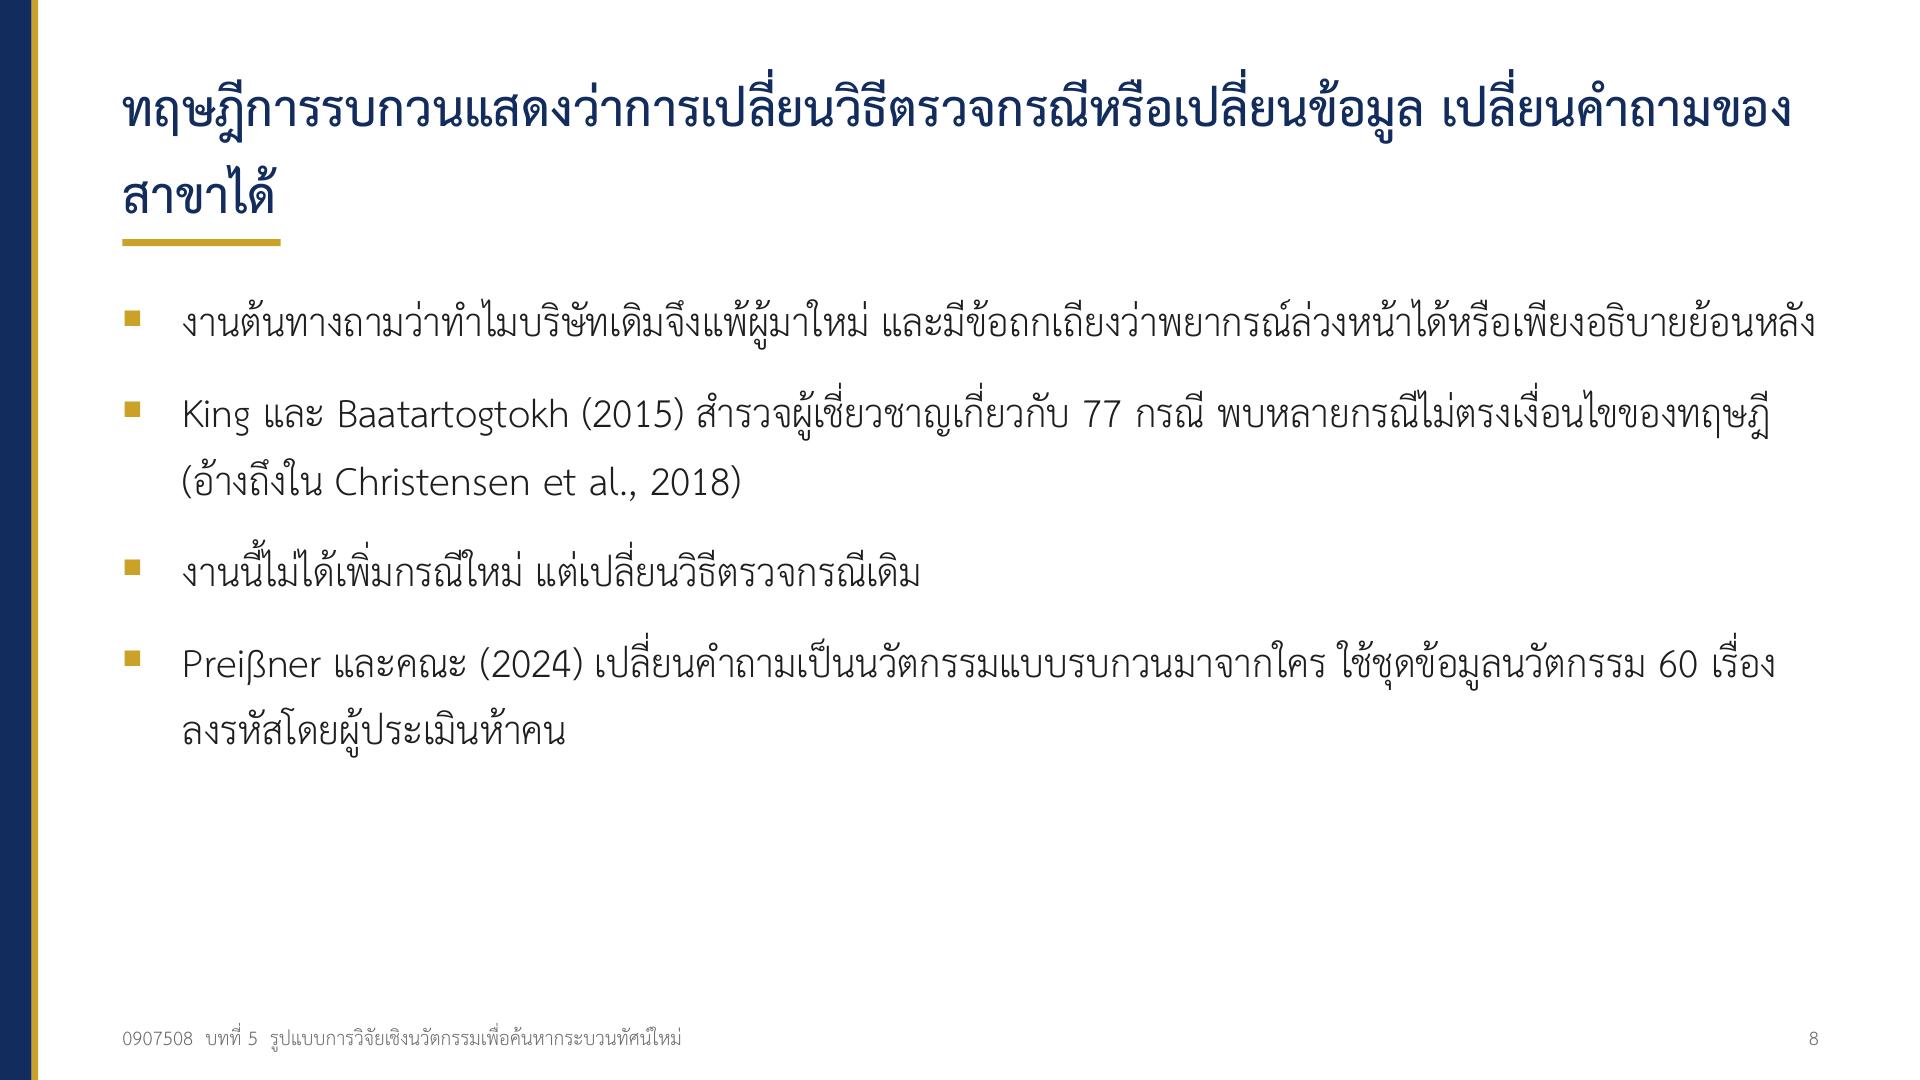 ทฤษฎีการรบกวนแสดงว่าการเปลี่ยนวิธีตรวจกรณีหรือเปลี่ยนข้อมูล เปลี่ยนคำถามของ
สาขาได้
งานต้นทางถามว่าทำไมบริษัทเดิมจึงแพ้ผู้มาใหม่ และมีข้อถกเถียงว่าพยากรณ์ล่วงหน้าได้หรือเพียงอธิบายย้อนหลัง
King และ Baatartogtokh (2015) สำรวจผู้เชี่ยวชาญเกี่ยวกับ 77 กรณี พบหลายกรณีไม่ตรงเงื่อนไขของทฤษฎี
(อ้างถึงใน Christensen et al., 2018)
งานนี้ไม่ได้เพิ่มกรณีใหม่ แต่เปลี่ยนวิธีตรวจกรณีเดิม
Preißner และคณะ (2024) เปลี่ยนคำถามเป็นนวัตกรรมแบบรบกวนมาจากใคร ใช้ชุดข้อมูลนวัตกรรม 60 เรื่อง
ลงรหัสโดยผู้ประเมินห้าคน
0907508 บทที่ 5 รูปแบบการวิจัยเชิงนวัตกรรมเพื่อค้นหากระบวนทัศน์ใหม่
8